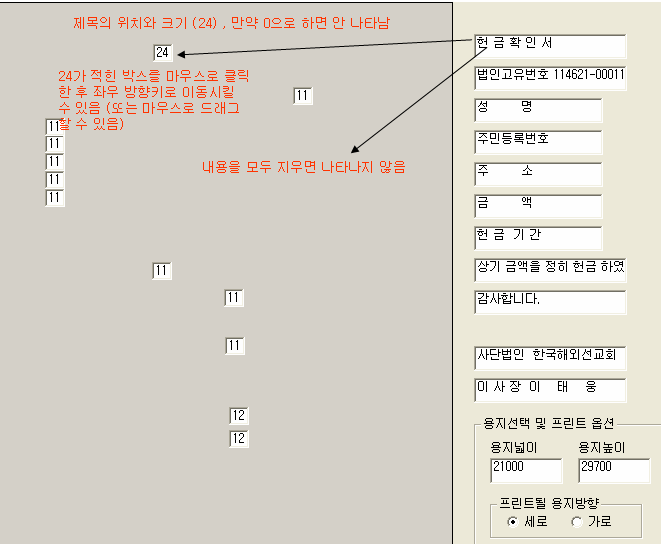 제목의 위치와 크기 (24) , 만약 0으로 하면 안 나타남
24
헌 금 확 인 서
24가 적힌 박스를 마우스로 클릭
한 후 좌우 방향키로 이동시킬
수 있음 (또는 마우스로 드래그
할 수 있음)
법인고유번호 114621-00011
11
성 명
11
11
주민등록번호
11
내용을 모두 지우면 나타나지 않음
주 소
11
11
금 액
헌 금 기 간
11
상기 금액을 정히 헌금 하였
11
감사합니다.
11
사단법인 한국해외선교회
이 사 장 이 태 웅
12
용지선택 및 프린트 옵션
12
용지넓이 용지높이
21000 29700
프린트될 용지방향
세로 가로